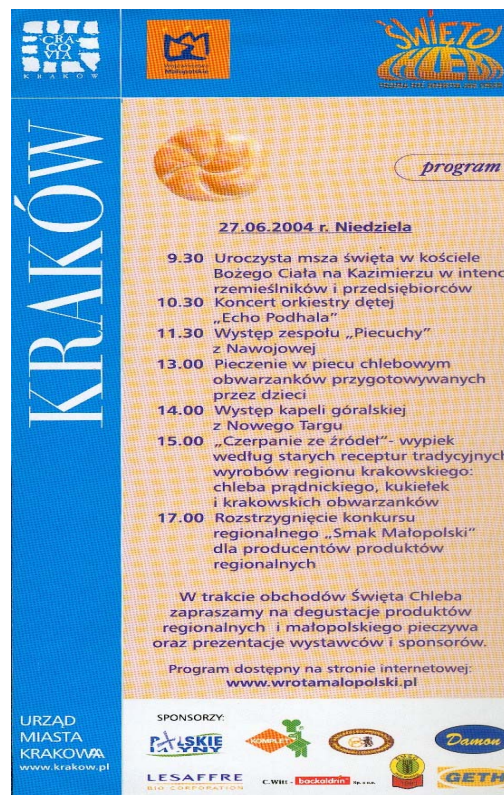 CRA
CO
VIA
KRAKÓW
Małopolskie
ŚWIĘTO
CHLEBA
KRAKÓW
program
27.06.2004 r. Niedziela
9.30 Uroczysta msza święta w kościele
Bożego Ciała na Kazimierzu w intenc
rzemieślników i przedsiębiorców
10.30 Koncert orkiestry dętej
„Echo Podhala”
11.30 Występ zespołu „Piecuchy”
z Nawojowej
13.00 Pieczenie w piecu chlebowym
obwarzanków przygotowywanych
przez dzieci
14.00 Występ kapeli góralskiej
z Nowego Targu
15.00 „Czerpanie ze źródeł”- wypiek
według starych receptur tradycyjnych
wyrobów regionu krakowskiego:
chleba prądnickiego, kukiełek
i krakowskich obwarzanków
17.00 Rozstrzygnięcie konkursu
regionalnego „Smak Małopolski”
dla producentów produktów
regionalnych
W trakcie obchodów Święta Chleba
zapraszamy na degustacje produktów
regionalnych i małopolskiego pieczywa
oraz prezentacje wystawców i sponsorów.
Program dostępny na stronie internetowej:
www.wrotamalopolski.pl
URZĄD
MIASTA
KRAKOWA
www.krakow.pl
SPONSORZY:
POLSKIE
MŁYNY
KOMPLET
Damon
LESAFFRE
BIO CORPORATION
C.Witt - backaldrin Sp. z o.o.
GETH